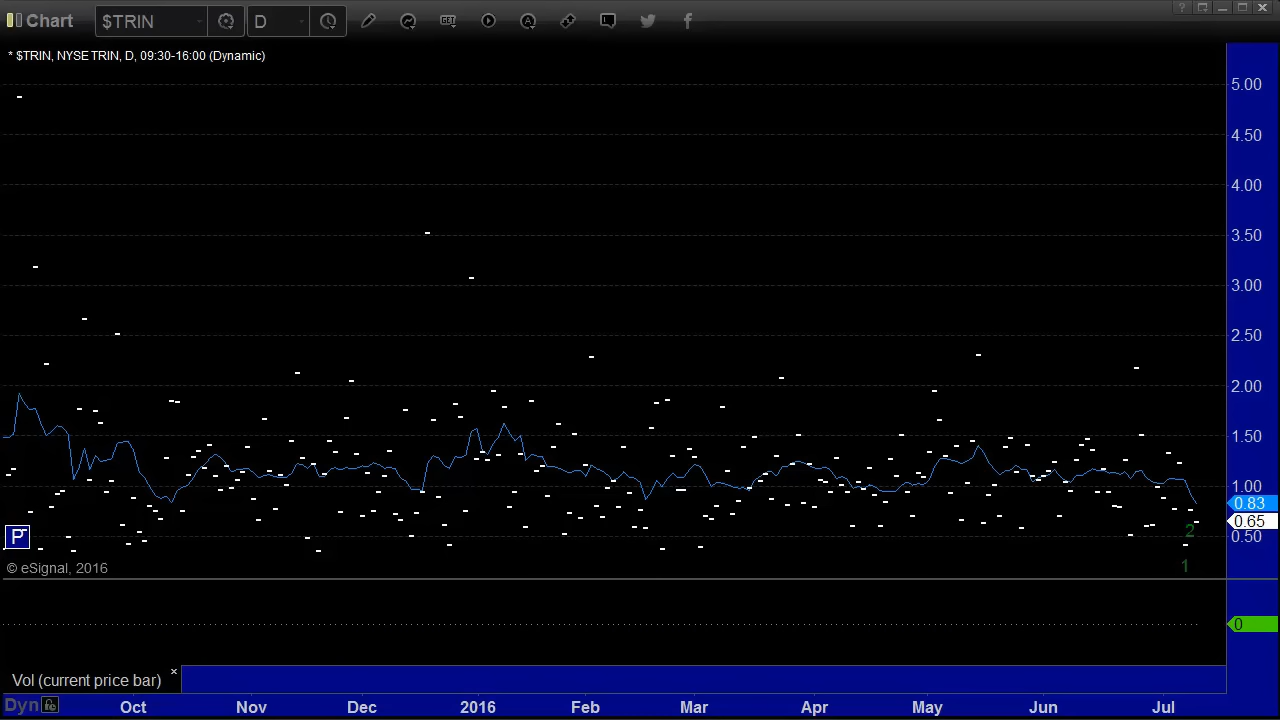 Chart $TRIN D GET A
* $TRIN, NYSE TRIN, D, 09:30-16:00 (Dynamic)
5.00
4.50
4.00
3.50
3.00
2.50
2.00
1.50
1.00
0.83
0.65
0.50
2
1
P
© eSignal, 2016
0
Vol (current price bar) ×
Dyn
Oct Nov Dec 2016 Feb Mar Apr May Jun Jul